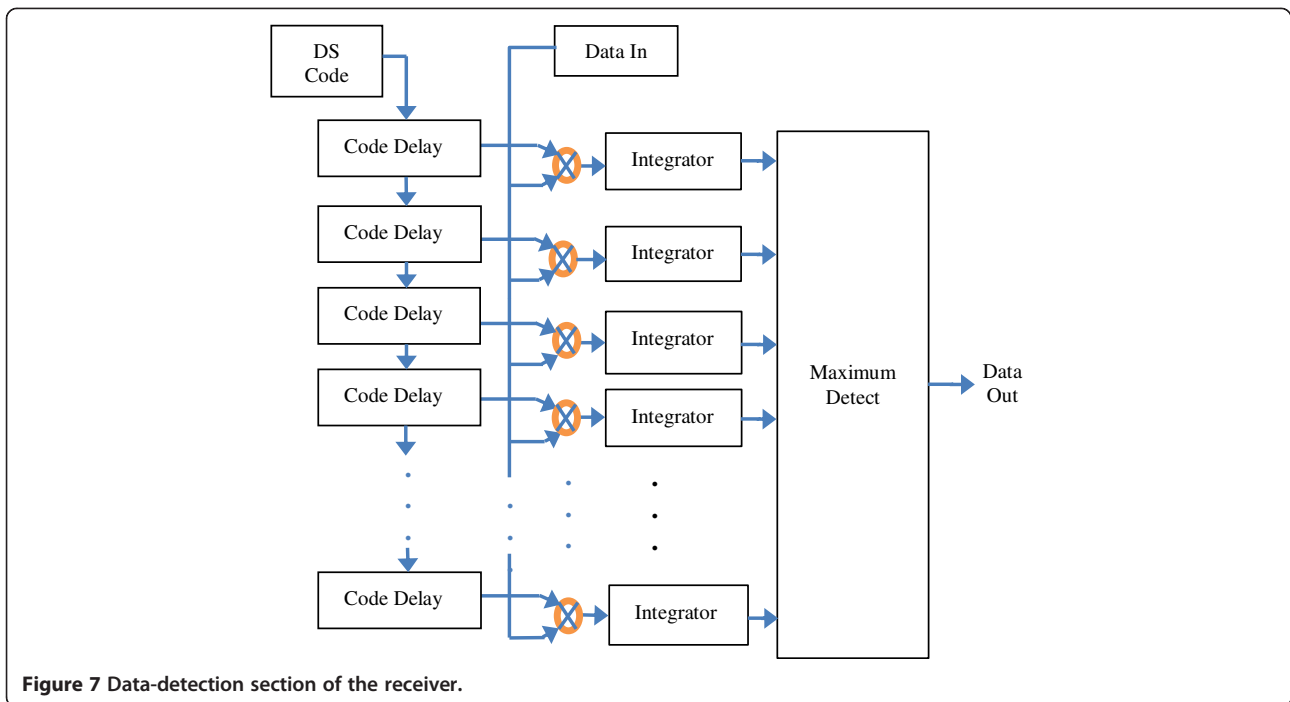 DS
Code
Data In
Code Delay
Integrator
Code Delay
Integrator
Code Delay
Integrator
Code Delay
Integrator
Maximum
Detect
Data
Out
Code Delay
Integrator
Figure 7 Data-detection section of the receiver.